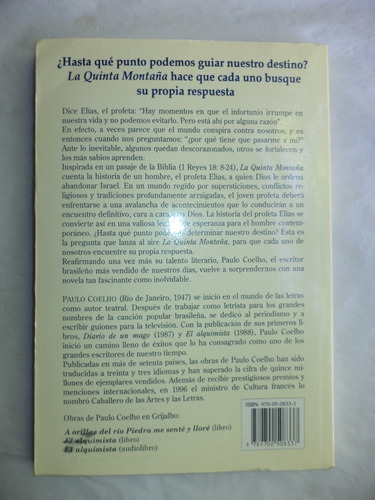 ¿Hasta qué punto podemos guiar nuestro destino?
La Quinta Montaña hace que cada uno busque
su propia respuesta
Dice Elías, el profeta: "Hay momentos en que el infortunio irrumpe en
nuestra vida y no podemos evitarlo. Pero está ahí por alguna razón".
En efecto, a veces parece que el mundo conspira contra nosotros, y es
entonces cuando nos preguntamos: "¿por qué tiene que pasarme a mí?"
Ante lo inevitable, algunos quedan descorazonados, otros se fortalecen y
los más sabios aprenden.
Inspirada en un pasaje de la Biblia (1 Reyes 18: 8-24), La Quinta Montaña
cuenta la historia de un hombre, el profeta Elías, a quien Dios le ordena
abandonar Israel. En un mundo regido por supersticiones, conflictos reli-
giosos y tradiciones profundamente arraigadas, el joven profeta deberá
enfrentarse a una avalancha de acontecimientos que lo conducirán a un
encuentro definitivo, cara a cara con Dios. La historia del profeta Elías se
convierte así en una valiosa lección de esperanza para el hombre contempo-
ráneo. ¿Hasta qué punto podemos determinar nuestro destino? Ésta es
la pregunta que lanza al aire La Quinta Montaña, para que cada uno de
nosotros encuentre su propia respuesta.
Reafirmando una vez más su talento literario, Paulo Coelho, el escritor
brasileño más vendido de nuestros días, vuelve a sorprendernos con una
novela tan fascinante como inolvidable.
PAULO COELHO (Rio de Janeiro, 1947) se inició en el mundo de las letras
como autor teatral. Después de trabajar como letrista para los grandes
nombres de la canción popular brasileña, se dedicó al periodismo y a
escribir guiones para la televisión. Con la publicación de sus primeros li-
bros, Diario de un mago (1987) y El alquimista (1988), Paulo Coelho
inició un camino lleno de éxitos que lo ha consagrado como uno de los
grandes escritores de nuestro tiempo.
Publicadas en más de setenta países, las obras de Paulo Coelho han sido
traducidas a treinta y tres idiomas y han superado la cifra de quince mi-
llones de ejemplares vendidos. Además de recibir prestigiosos premios y
menciones internacionales, en 1996 el ministro de Cultura francés lo
nombró Caballero de las Artes y las Letras.
Obras de Paulo Coelho en Grijalbo:
A orillas del río Piedra me senté y lloré (libro)
El alquimista (libro)
El alquimista (audiolibro)
ISBN: 970-05-0833-1
9 789700 508337